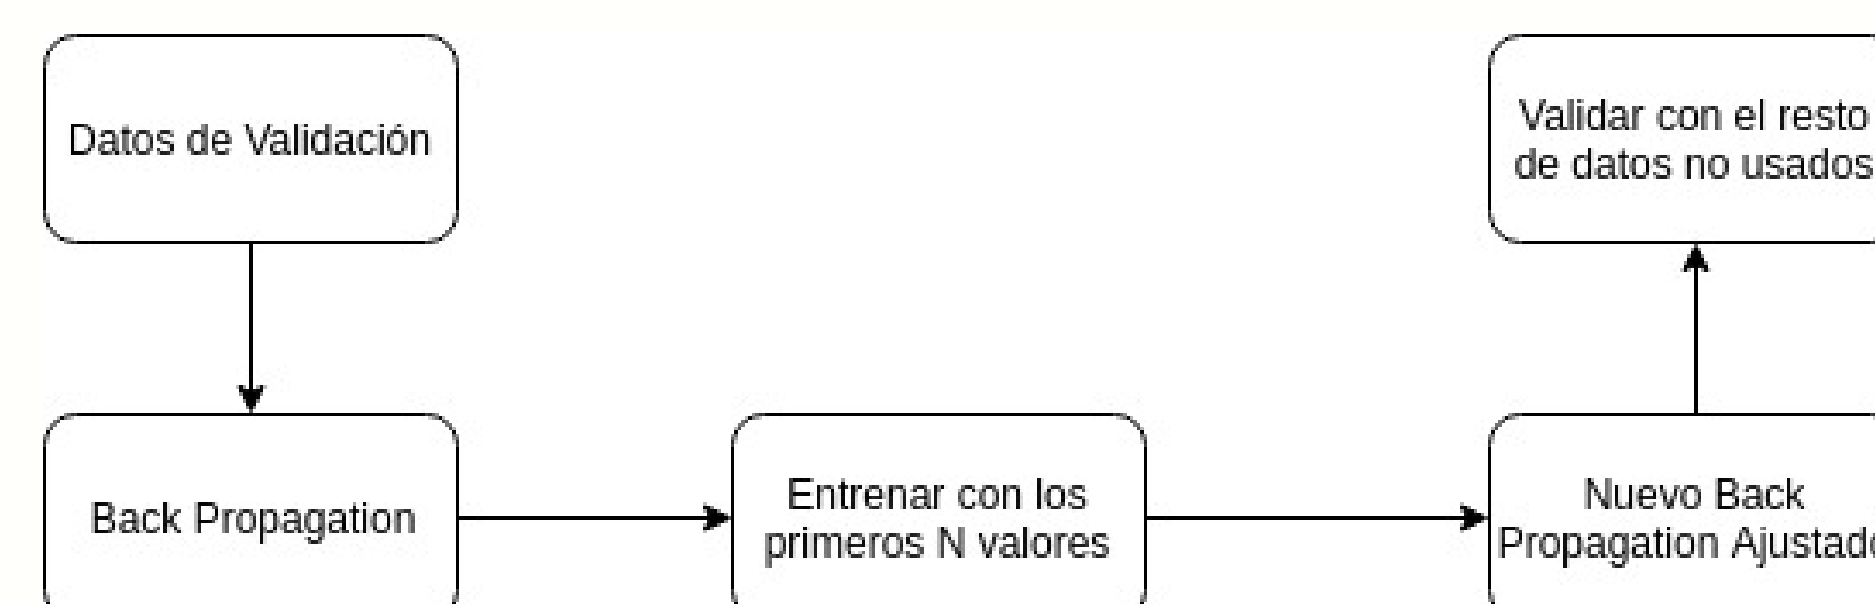 Datos de Validación
Validar con el resto
de datos no usados
Back Propagation
Entrenar con los
primeros N valores
Nuevo Back
Propagation Ajustado